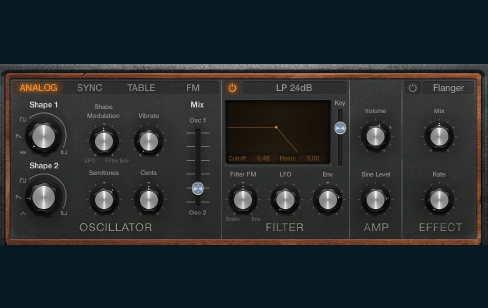 ANALOG SYNC TABLE FM
Shape 1
Shape
Modulation
Vibrato
LFO Filter Env
Shape 2
Semitones
Cents
Mix
Osc 1
Osc 2
OSCILLATOR
LP 24dB
Key
Cutoff: 0.48 Reso: 0.00
Filter FM
LFO
Env
Static Env
FILTER
Volume
Sine Level
AMP
Flanger
Mix
Rate
EFFECT